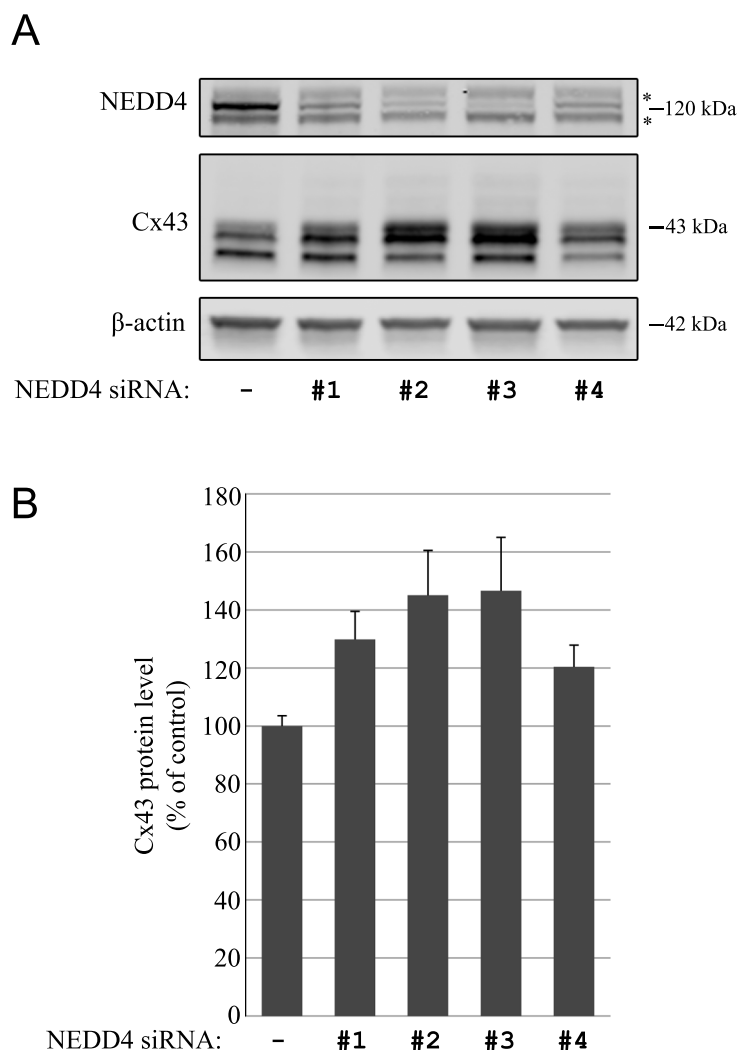 A
NEDD4
*
–120 kDa
*
Cx43
–43 kDa
β-actin
–42 kDa
NEDD4 siRNA: – #1 #2 #3 #4
B
Cx43 protein level
(% of control)
180
160
140
120
100
80
60
40
20
0
NEDD4 siRNA: – #1 #2 #3 #4